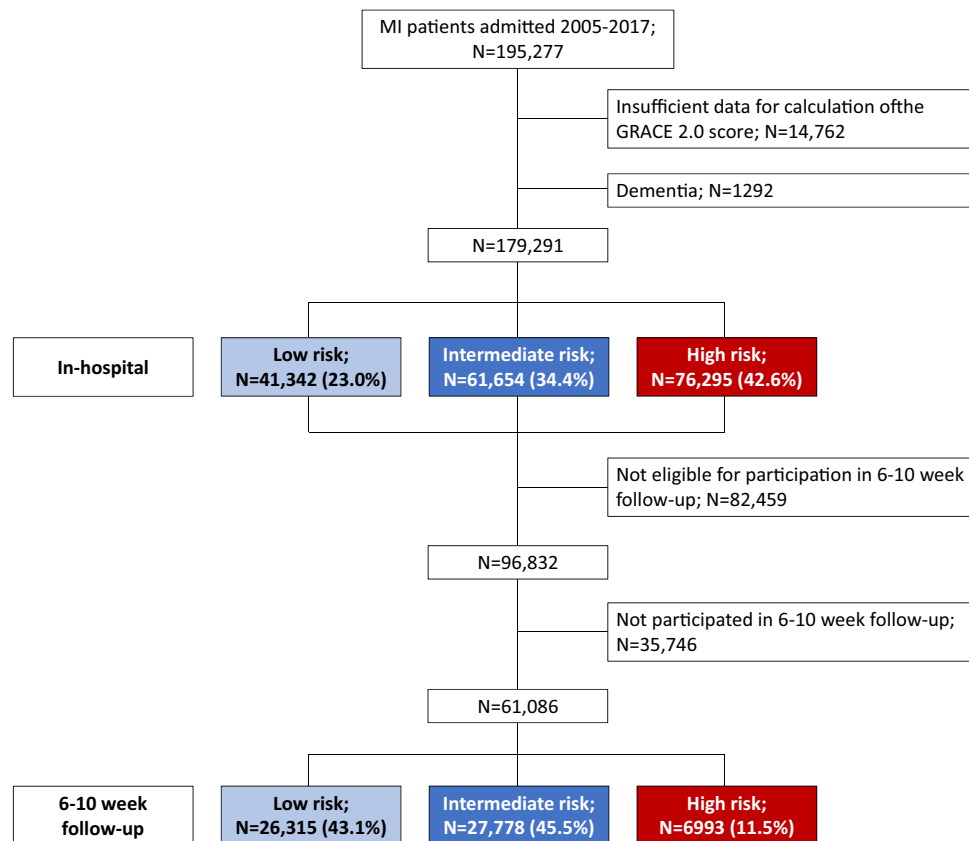 MI patients admitted 2005-2017;
N=195,277
Insufficient data for calculation ofthe
GRACE 2.0 score; N=14,762
Dementia; N=1292
N=179,291
In-hospital
Low risk;
N=41,342 (23.0%)
Intermediate risk;
N=61,654 (34.4%)
High risk;
N=76,295 (42.6%)
Not eligible for participation in 6-10 week
follow-up; N=82,459
N=96,832
Not participated in 6-10 week follow-up;
N=35,746
N=61,086
6-10 week
follow-up
Low risk;
N=26,315 (43.1%)
Intermediate risk;
N=27,778 (45.5%)
High risk;
N=6993 (11.5%)